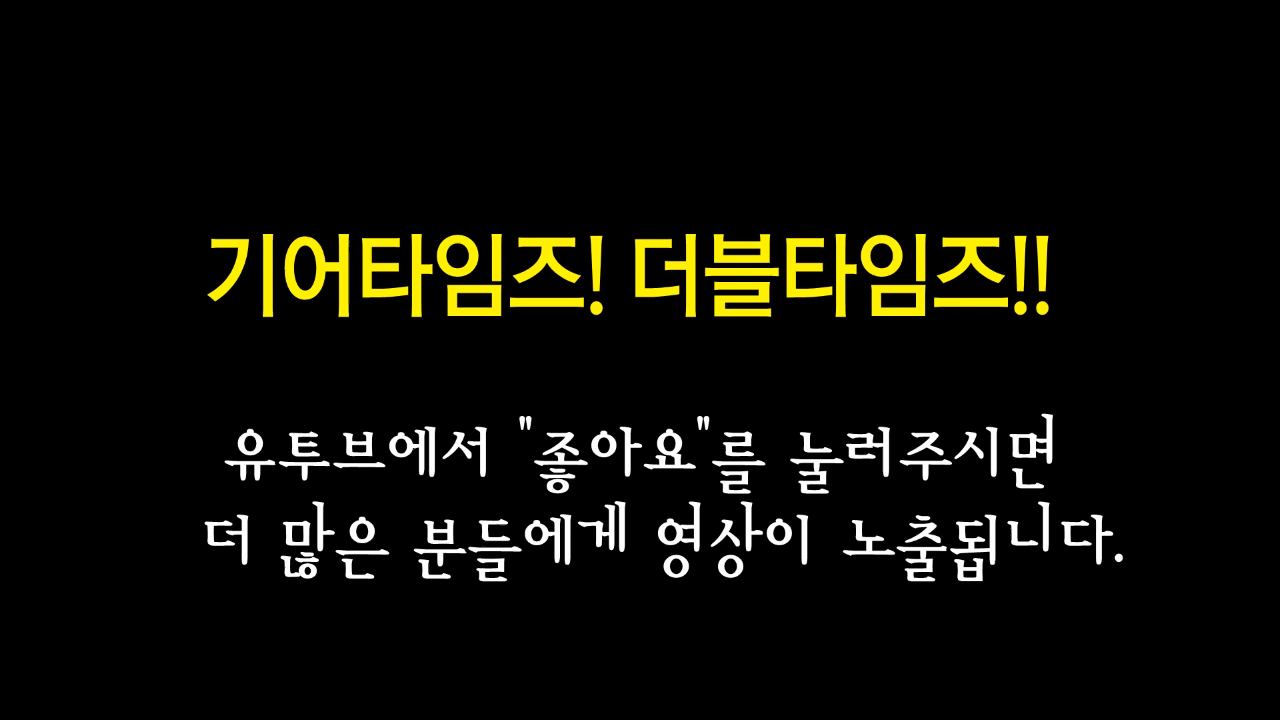 기어타임즈! 더블타임즈!!
유투브에서 "좋아요"를 눌러주시면
더 많은 분들에게 영상이 노출됩니다.